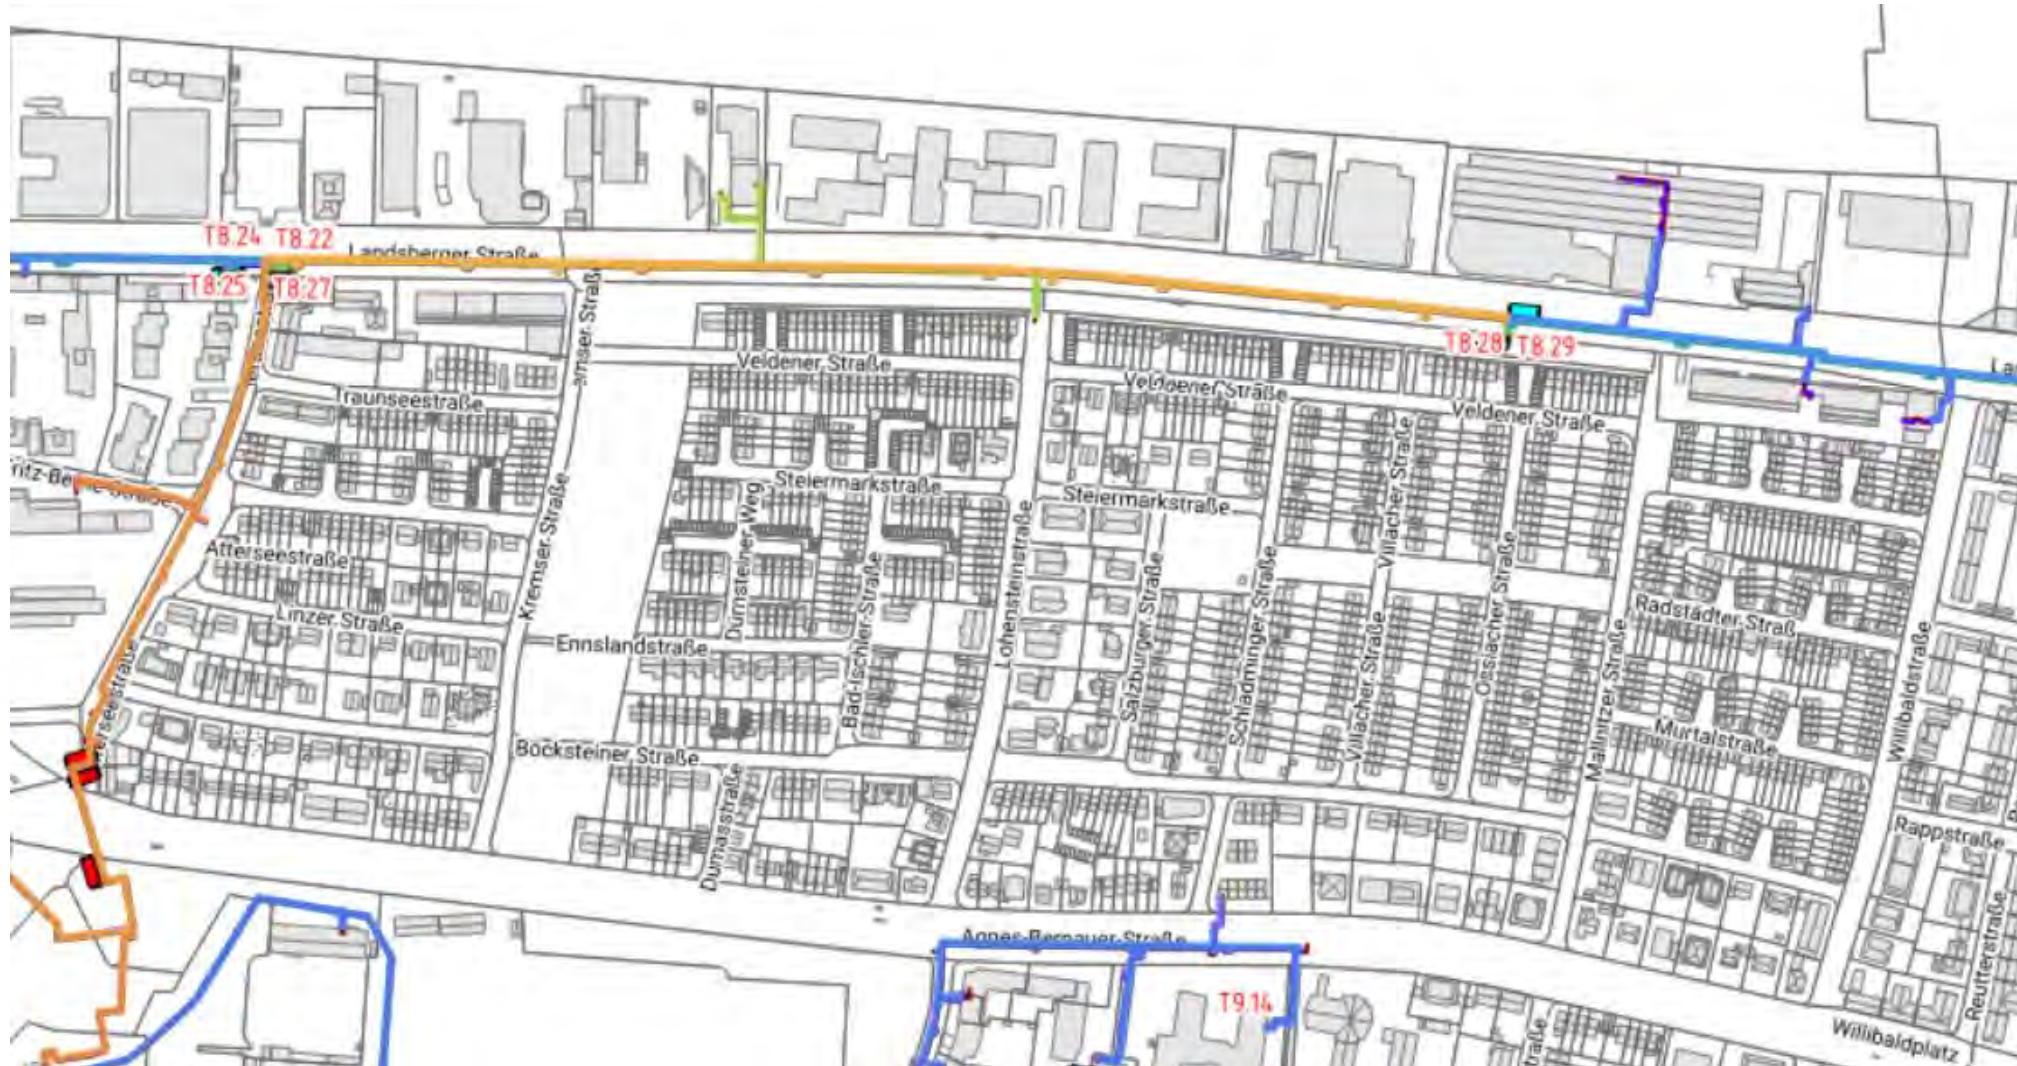 T8.24 T8.22
Landsberger Straße
T8.25 T8.27
T8.28 T8.29
Veldener Straße
Traunseestraße
Veldener Straße
Veldener Straße
Steiermarkstraße
Steiermarkstraße
Villacher Straße
Kremser Straße
Dürnsteiner Weg
Atterseestraße
Linzer Straße
Ennslandstraße
Bad-Ischler-Straße
Lohensteinstraße
Salzburger Straße
Schladminger Straße
Villacher Straße
Ossiacher Straße
Mallnitzer Straße
Radstädter Straß
Murtalstraße
Willibaldstraße
Böcksteiner Straße
Dumasstraße
Rappstraße
Reutterstraße
Agnes-Bernauer-Straße
T9.14
Willibaldplatz